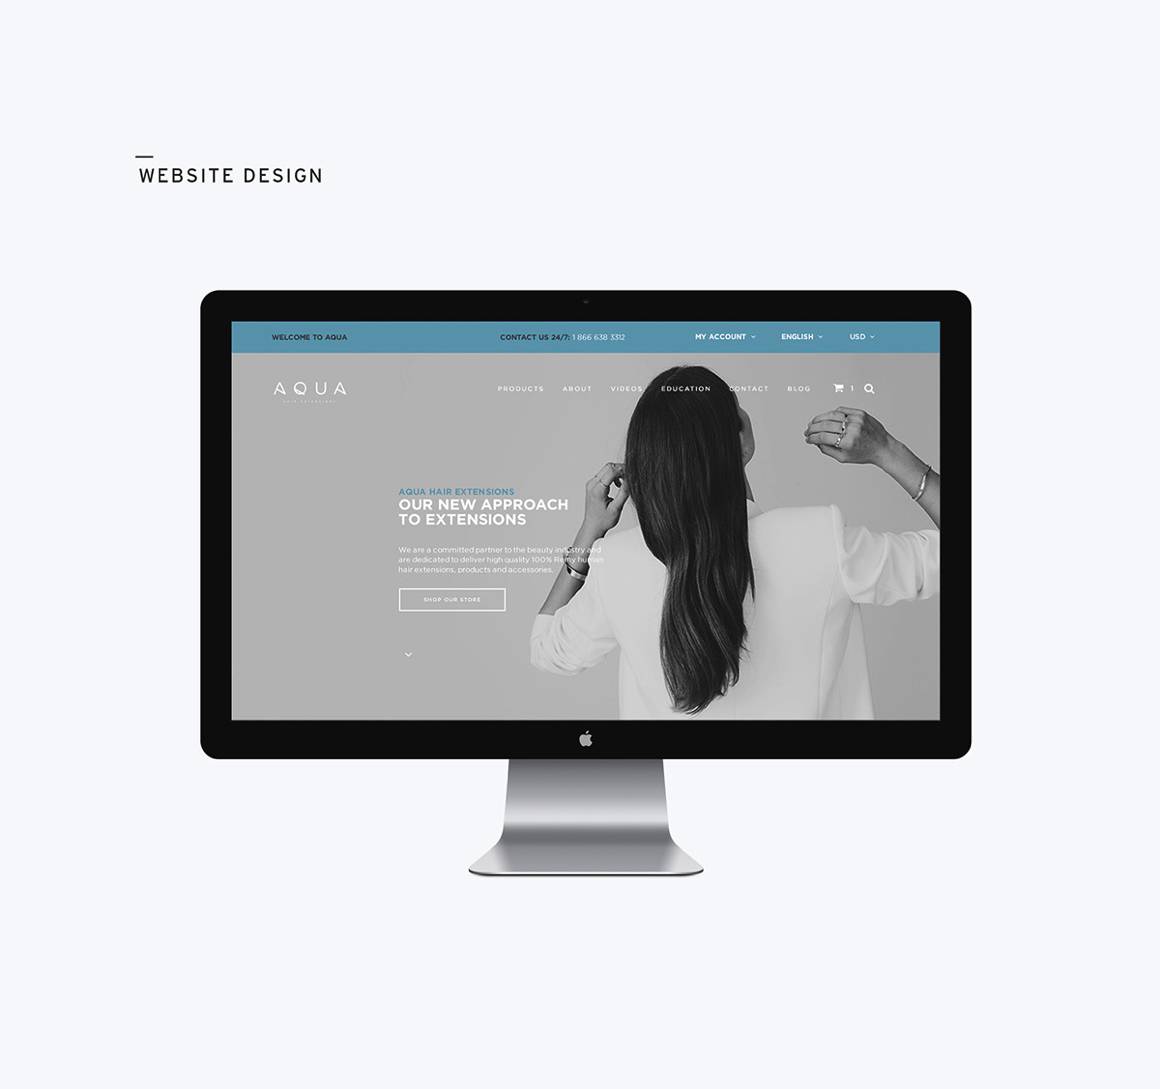 WEBSITE DESIGN
WELCOME TO AQUA
CONTACT US 24/7: 1 866 638 3312
MY ACCOUNT
ENGLISH
USD
AQUA
HAIR EXTENSIONS
PRODUCTS
ABOUT
VIDEOS
EDUCATION
CONTACT
BLOG
1
AQUA HAIR EXTENSIONS
OUR NEW APPROACH
TO EXTENSIONS
We are a committed partner to the beauty industry and
are dedicated to deliver high quality 100% Remy human
hair extensions, products and accessories.
SHOP OUR STORE